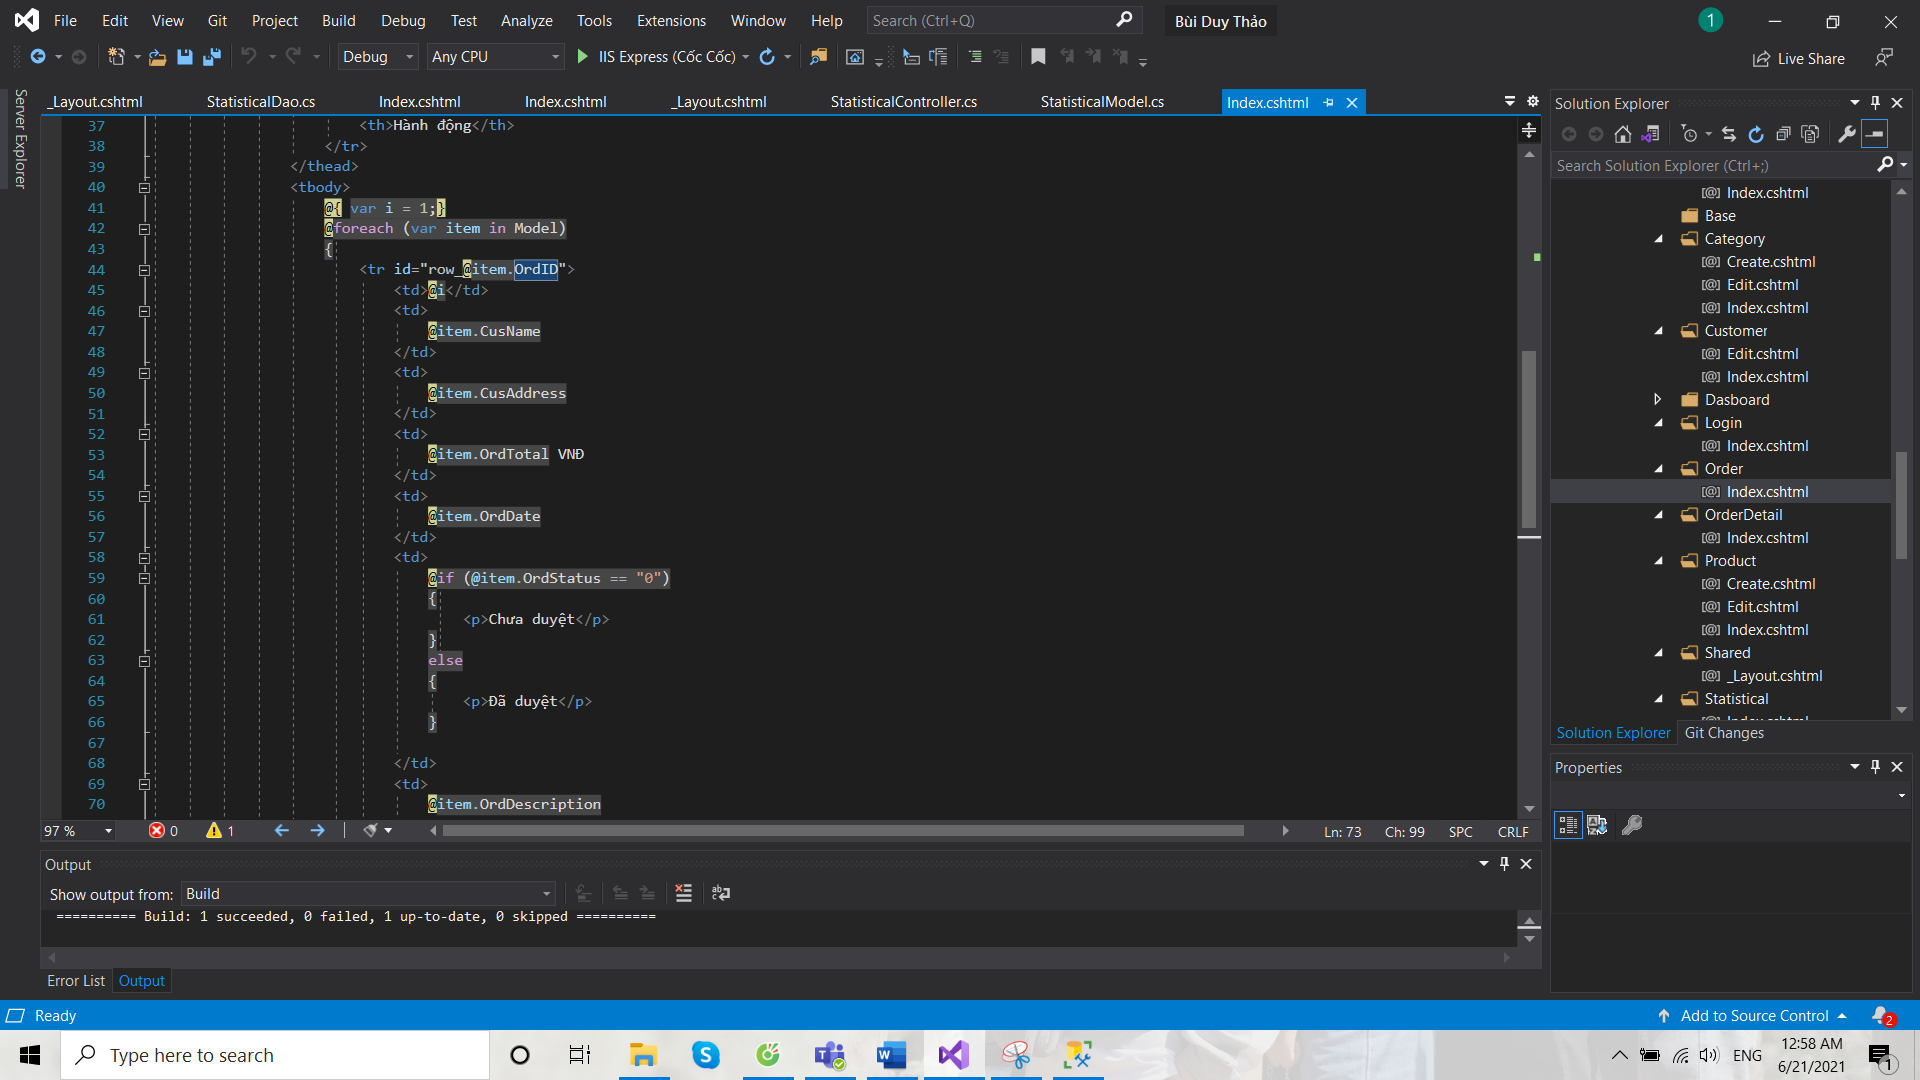 File Edit View Git Project Build Debug Test Analyze Tools Extensions Window Help Search (Ctrl+Q) Bùi Duy Thảo 1
Debug Any CPU IIS Express (Cốc Cốc) Live Share
Server Explorer
_Layout.cshtml StatisticalDao.cs Index.cshtml Index.cshtml _Layout.cshtml StatisticalController.cs StatisticalModel.cs Index.cshtml
37 <th>Hành động</th>
38 </tr>
39 </thead>
40 <tbody>
41 @{ var i = 1;}
42 @foreach (var item in Model)
43 {
44 <tr id="row_@item.OrdID">
45 <td>@i</td>
46 <td>
47 @item.CusName
48 </td>
49 <td>
50 @item.CusAddress
51 </td>
52 <td>
53 @item.OrdTotal VNĐ
54 </td>
55 <td>
56 @item.OrdDate
57 </td>
58 <td>
59 @if (@item.OrdStatus == "0")
60 {
61 <p>Chưa duyệt</p>
62 }
63 else
64 {
65 <p>Đã duyệt</p>
66 }
67
68 </td>
69 <td>
70 @item.OrdDescription
97 % 0 1 Ln: 73 Ch: 99 SPC CRLF
Output
Show output from: Build
========== Build: 1 succeeded, 0 failed, 1 up-to-date, 0 skipped ==========
Error List Output
Solution Explorer
Search Solution Explorer (Ctrl+;)
Index.cshtml
Base
Category
Create.cshtml
Edit.cshtml
Index.cshtml
Customer
Edit.cshtml
Index.cshtml
Dasboard
Login
Index.cshtml
Order
Index.cshtml
OrderDetail
Index.cshtml
Product
Create.cshtml
Edit.cshtml
Index.cshtml
Shared
_Layout.cshtml
Statistical
Index.cshtml
Solution Explorer Git Changes
Properties
Ready Add to Source Control 2
Type here to search ENG 12:58 AM
6/21/2021 1